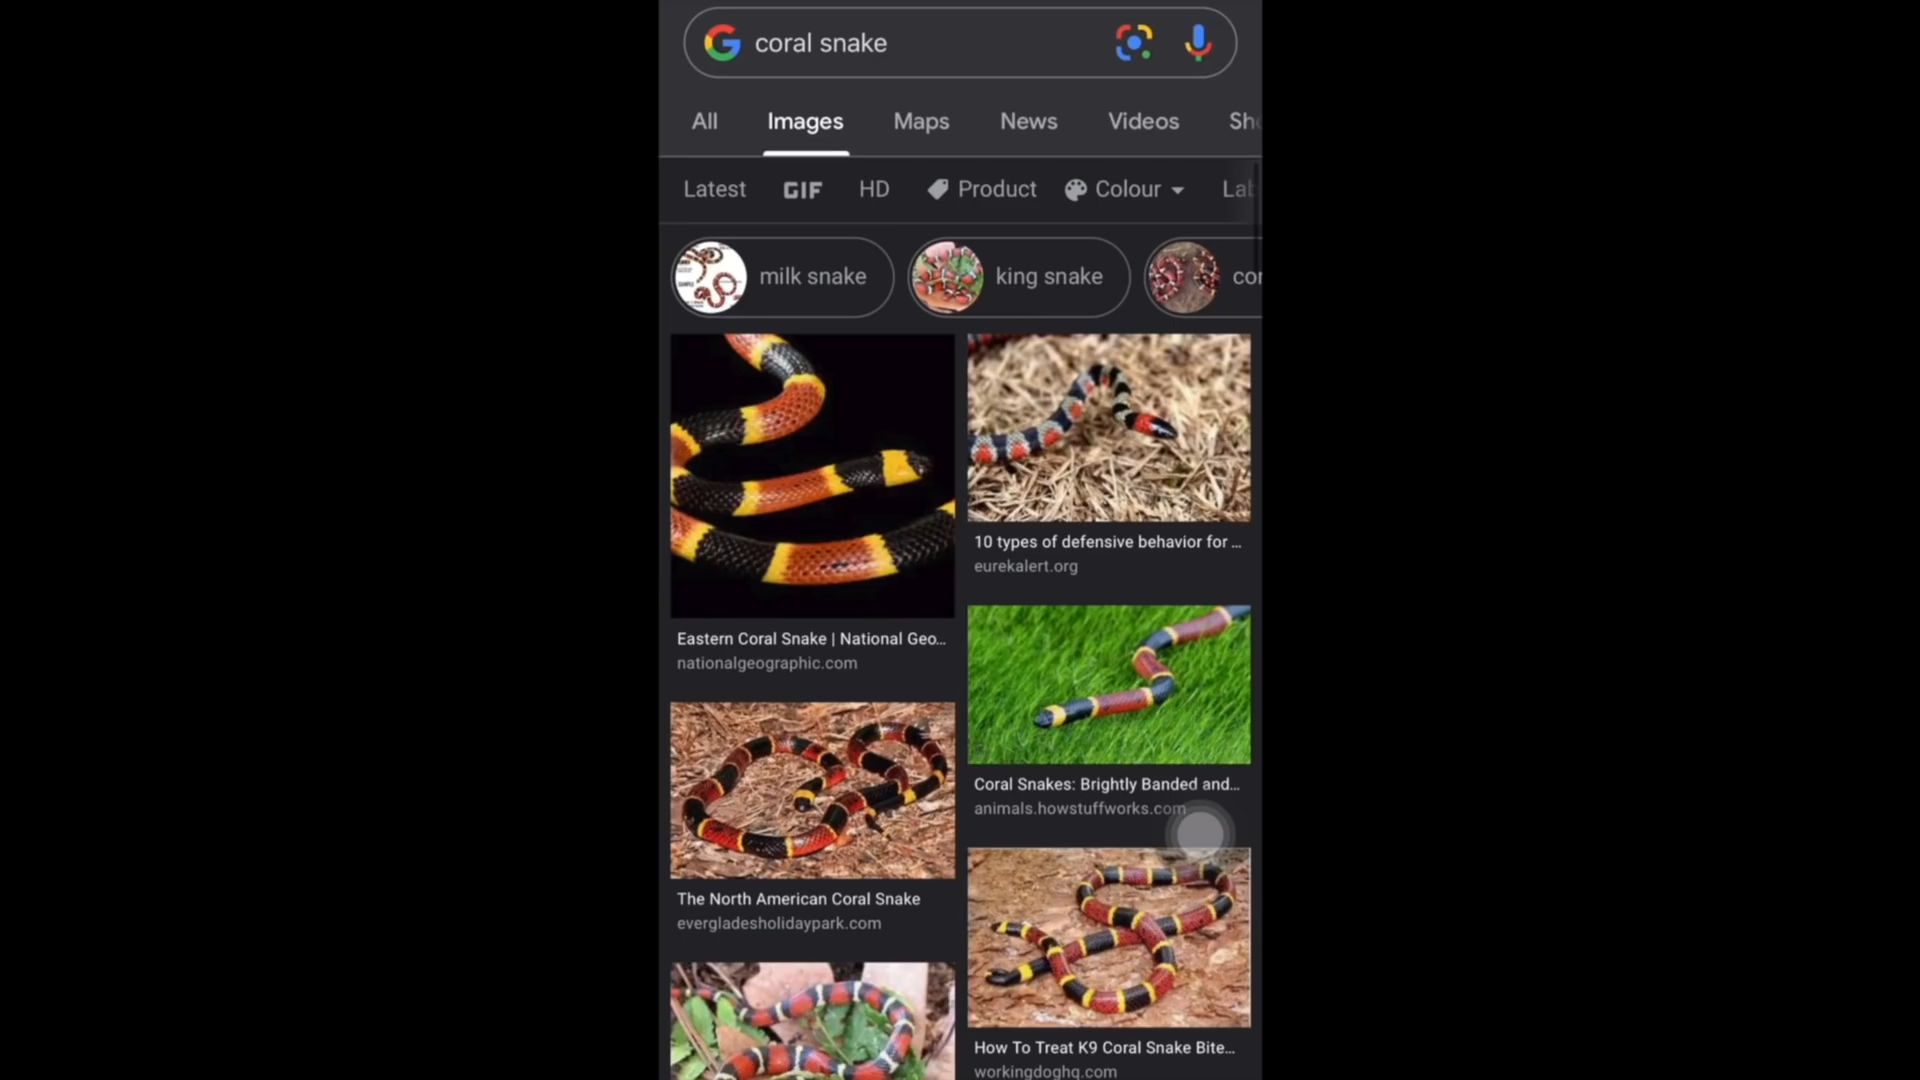 coral snake
All Images Maps News Videos
Latest GIF HD Product Colour
milk snake king snake
Eastern Coral Snake | National Geo...
nationalgeographic.com
10 types of defensive behavior for ...
eurekalert.org
Coral Snakes: Brightly Banded and...
animals.howstuffworks.com
The North American Coral Snake
evergladesholidaypark.com
How To Treat K9 Coral Snake Bite...
workingdoghq.com